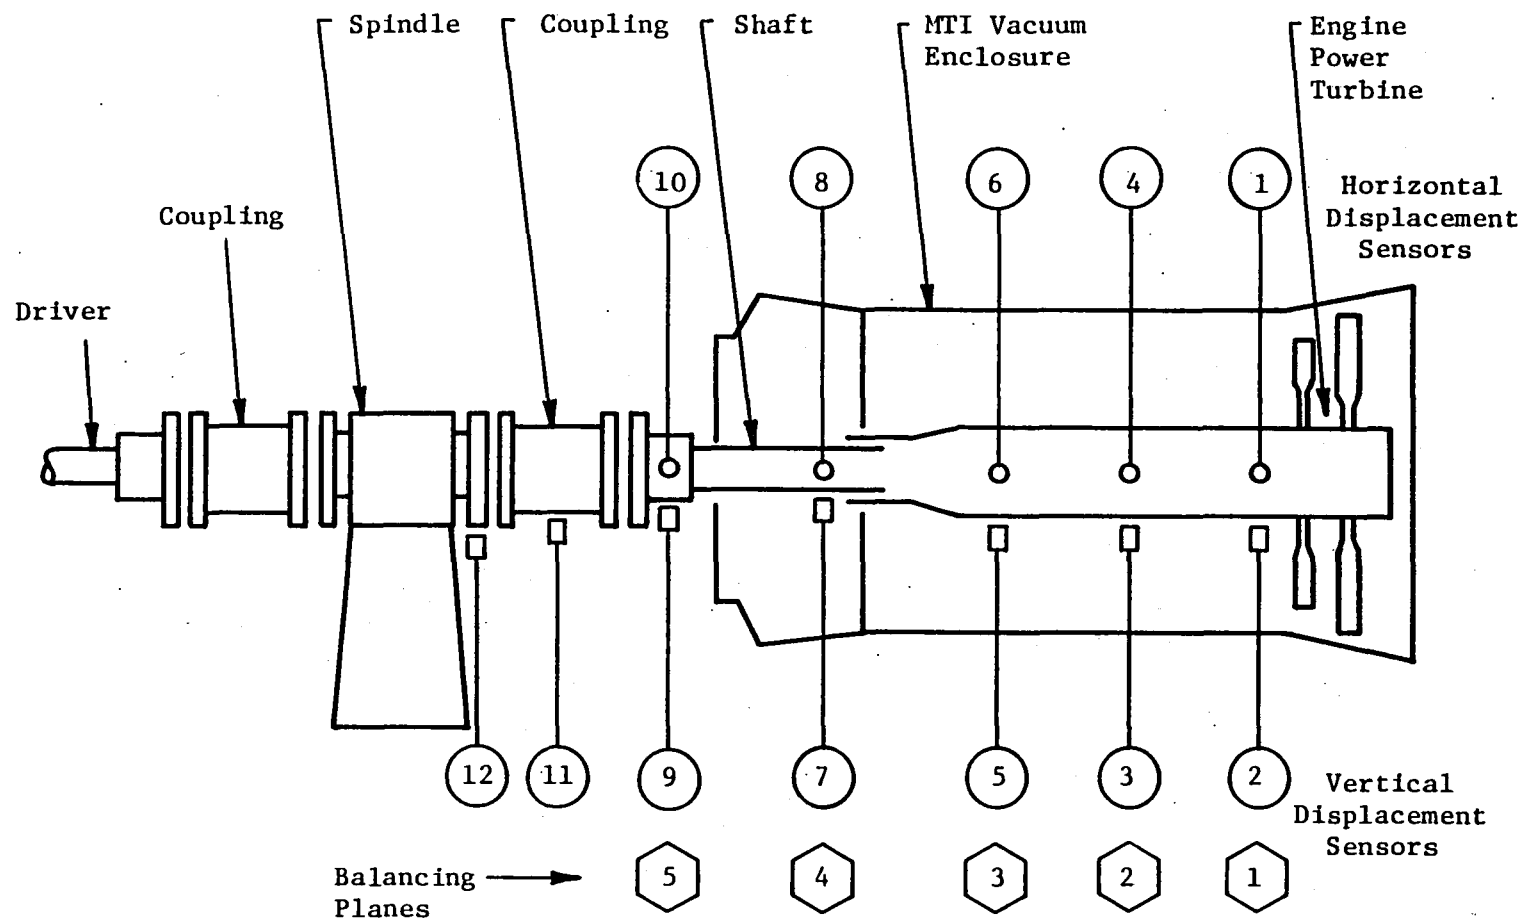 Spindle
Coupling
Shaft
MTI Vacuum
Enclosure
Engine
Power
Turbine
10
8
6
4
1
Horizontal
Displacement
Sensors
Coupling
Driver
12
11
9
7
5
3
2
Vertical
Displacement
Sensors
Balancing
Planes
5
4
3
2
1